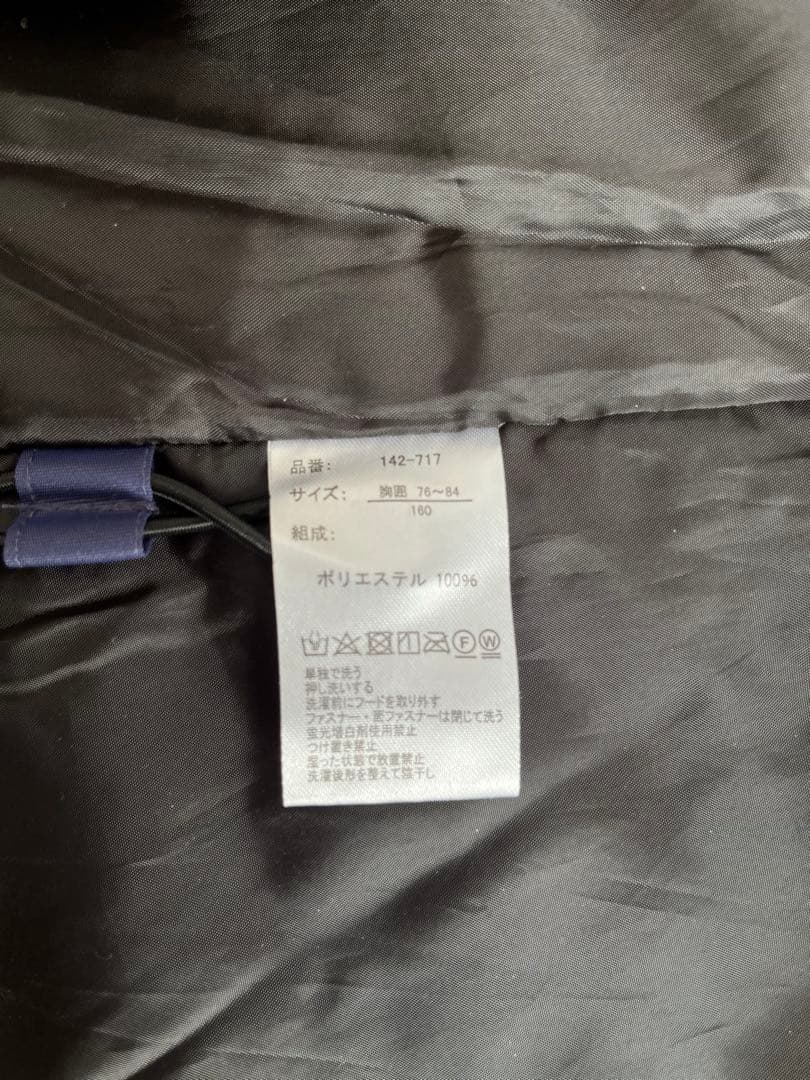 品番: 142-717
サイズ: 胸囲 76~84
160
組成:
ポリエステル 100%
F W
単独で洗う
押し洗いする
洗濯前にフードを取り外す
ファスナー・面ファスナーは閉じて洗う
蛍光増白剤使用禁止
つけ置き禁止
湿った状態で放置禁止
洗濯後形を整えて陰干し